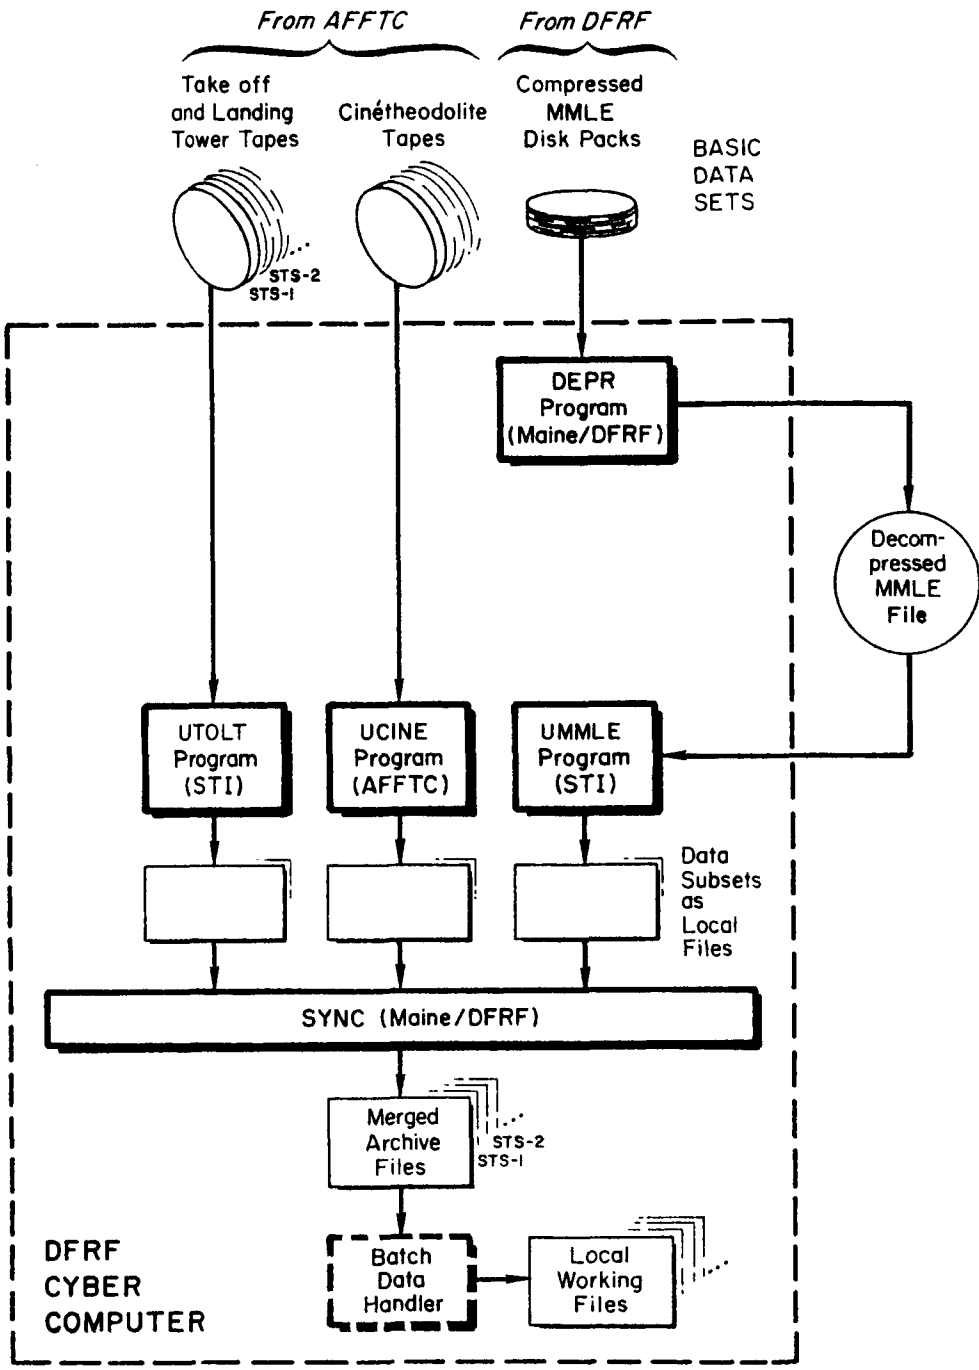 From AFFTC
From DFRF
Take off
and Landing
Tower Tapes
Cinétheodolite
Tapes
Compressed
MMLE
Disk Packs
BASIC
DATA
SETS
STS-2
STS-1
DEPR
Program
(Maine/DFRF)
Decom-
pressed
MMLE
File
UTOLT
Program
(STI)
UCINE
Program
(AFFTC)
UMMLE
Program
(STI)
Data
Subsets
as
Local
Files
SYNC (Maine/DFRF)
Merged
Archive
Files
STS-2
STS-1
Batch
Data
Handler
Local
Working
Files
DFRF
CYBER
COMPUTER